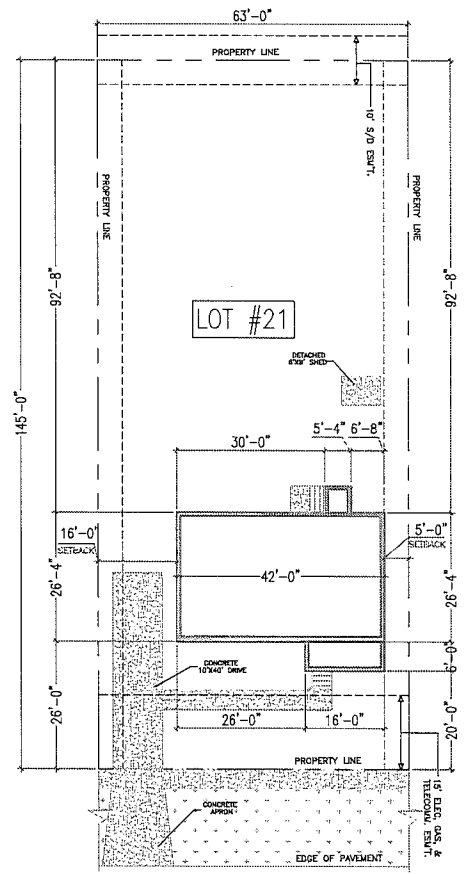 63'-0"
PROPERTY LINE
10' S/D ESM'T.
PROPERTY LINE
PROPERTY LINE
92'-8"
92'-8"
145'-0"
LOT #21
DETACHED
SHED
30'-0"
5'-4"
6'-8"
16'-0"
SETBACK
5'-0"
SETBACK
42'-0"
26'-4"
26'-4"
6'-0"
CONCRETE
10'X40' DRIVE
26'-0"
26'-0"
16'-0"
20'-0"
PROPERTY LINE
15' ELEC, GAS, &
TELECOMM. ESM'T.
CONCRETE
APRON
EDGE OF PAVEMENT